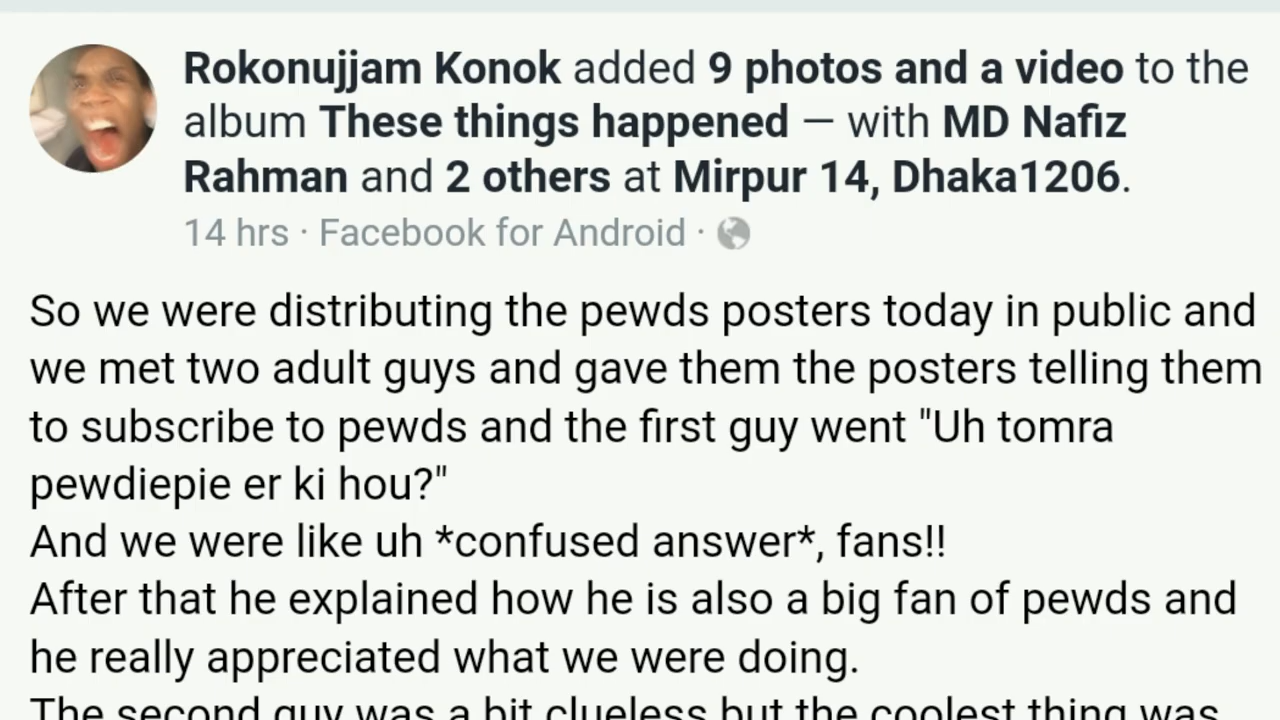 Rokonujjam Konok added 9 photos and a video to the
album These things happened — with MD Nafiz
Rahman and 2 others at Mirpur 14, Dhaka1206.
14 hrs · Facebook for Android ·
So we were distributing the pewds posters today in public and
we met two adult guys and gave them the posters telling them
to subscribe to pewds and the first guy went "Uh tomra
pewdiepie er ki hou?"
And we were like uh *confused answer*, fans!!
After that he explained how he is also a big fan of pewds and
he really appreciated what we were doing.
The second guy was a bit clueless but the coolest thing was